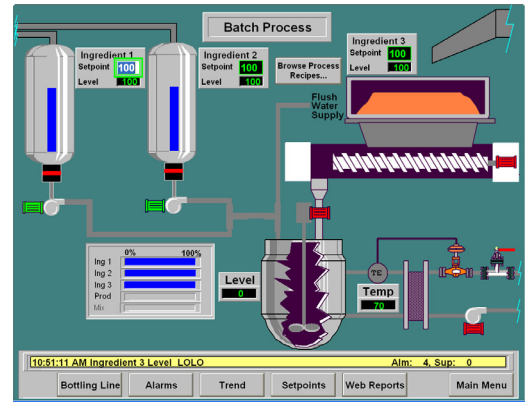 Batch Process
Ingredient 1
Setpoint 100
Level 100
Ingredient 2
Setpoint 100
Level 100
Browse Process
Recipes...
Ingredient 3
Setpoint 100
Level 100
Flush
Water
Supply
0% 100%
Ing 1
Ing 2
Ing 3
Prod
Mix
Level
0
TE
Temp
70
10:51:11 AM Ingredient 3 Level LOLO Alm: 4, Sup: 0
Bottling Line Alarms Trend Setpoints Web Reports Main Menu